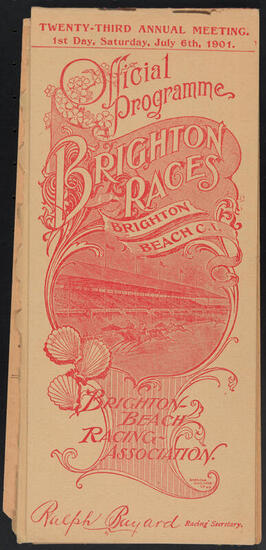 TWENTY-THIRD ANNUAL MEETING.
1st Day, Saturday, July 6th, 1901.
Official
Programme
BRIGHTON
RACES
BRIGHTON
BEACH C.I.
BRIGHTON-
BEACH
RACING-
ASSOCIATION.
Ralph Bayard Racing Secretary.